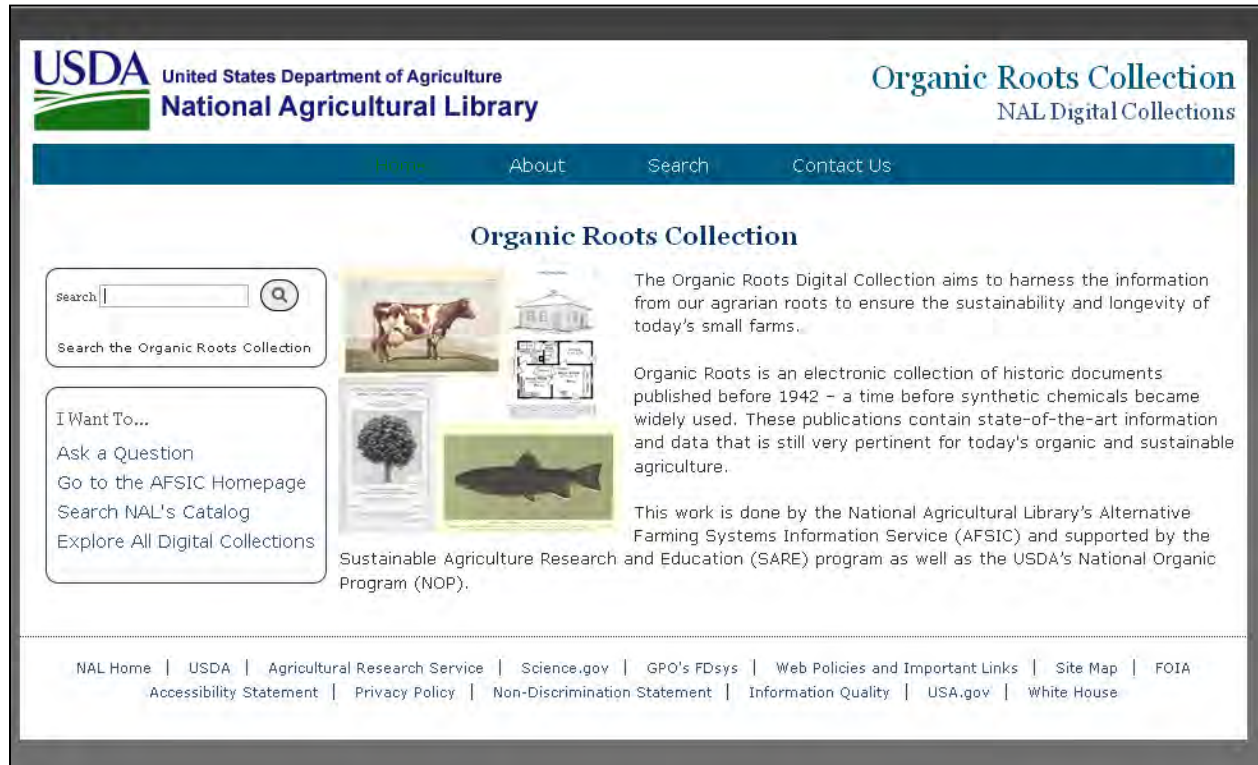 USDA
United States Department of Agriculture
National Agricultural Library
Organic Roots Collection
NAL Digital Collections
Home About Search Contact Us
Organic Roots Collection
Search
Search the Organic Roots Collection
I Want To...
Ask a Question
Go to the AFSIC Homepage
Search NAL's Catalog
Explore All Digital Collections
The Organic Roots Digital Collection aims to harness the information
from our agrarian roots to ensure the sustainability and longevity of
today's small farms.
Organic Roots is an electronic collection of historic documents
published before 1942 – a time before synthetic chemicals became
widely used. These publications contain state-of-the-art information
and data that is still very pertinent for today's organic and sustainable
agriculture.
This work is done by the National Agricultural Library's Alternative
Farming Systems Information Service (AFSIC) and supported by the
Sustainable Agriculture Research and Education (SARE) program as well as the USDA's National Organic
Program (NOP).
NAL Home | USDA | Agricultural Research Service | Science.gov | GPO's FDsys | Web Policies and Important Links | Site Map | FOIA
Accessibility Statement | Privacy Policy | Non-Discrimination Statement | Information Quality | USA.gov | White House